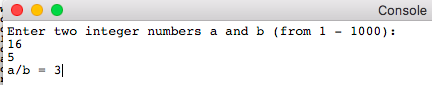 Console
Enter two integer numbers a and b (from 1 - 1000):
16
5
a/b = 3